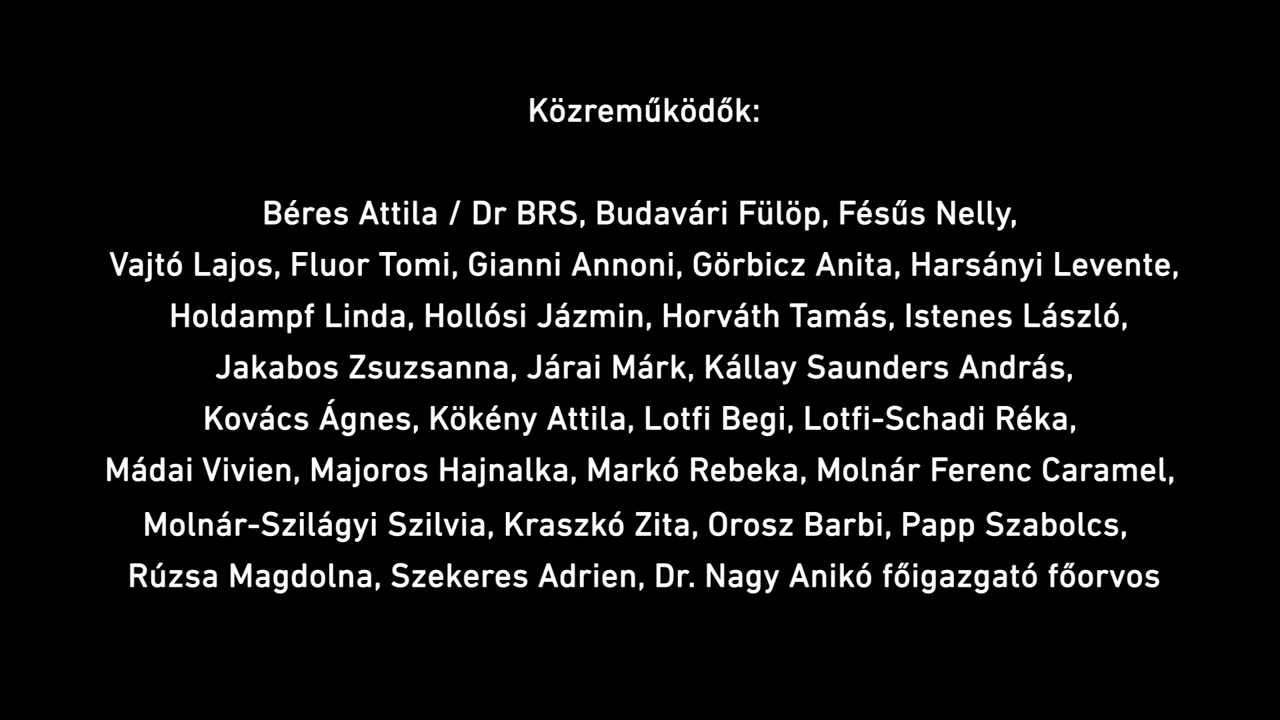 Közreműködők:
Béres Attila / Dr BRS, Budavári Fülöp, Fésűs Nelly,
Vajtó Lajos, Fluor Tomi, Gianni Annoni, Görbicz Anita, Harsányi Levente,
Holdampf Linda, Hollósi Jázmin, Horváth Tamás, Istenes László,
Jakabos Zsuzsanna, Járai Márk, Kállay Saunders András,
Kovács Ágnes, Kökény Attila, Lotfi Begi, Lotfi-Schadi Réka,
Mádai Vivien, Majoros Hajnalka, Markó Rebeka, Molnár Ferenc Caramel,
Molnár-Szilágyi Szilvia, Kraszkó Zita, Orosz Barbi, Papp Szabolcs,
Rúzsa Magdolna, Szekeres Adrien, Dr. Nagy Anikó főigazgató főorvos